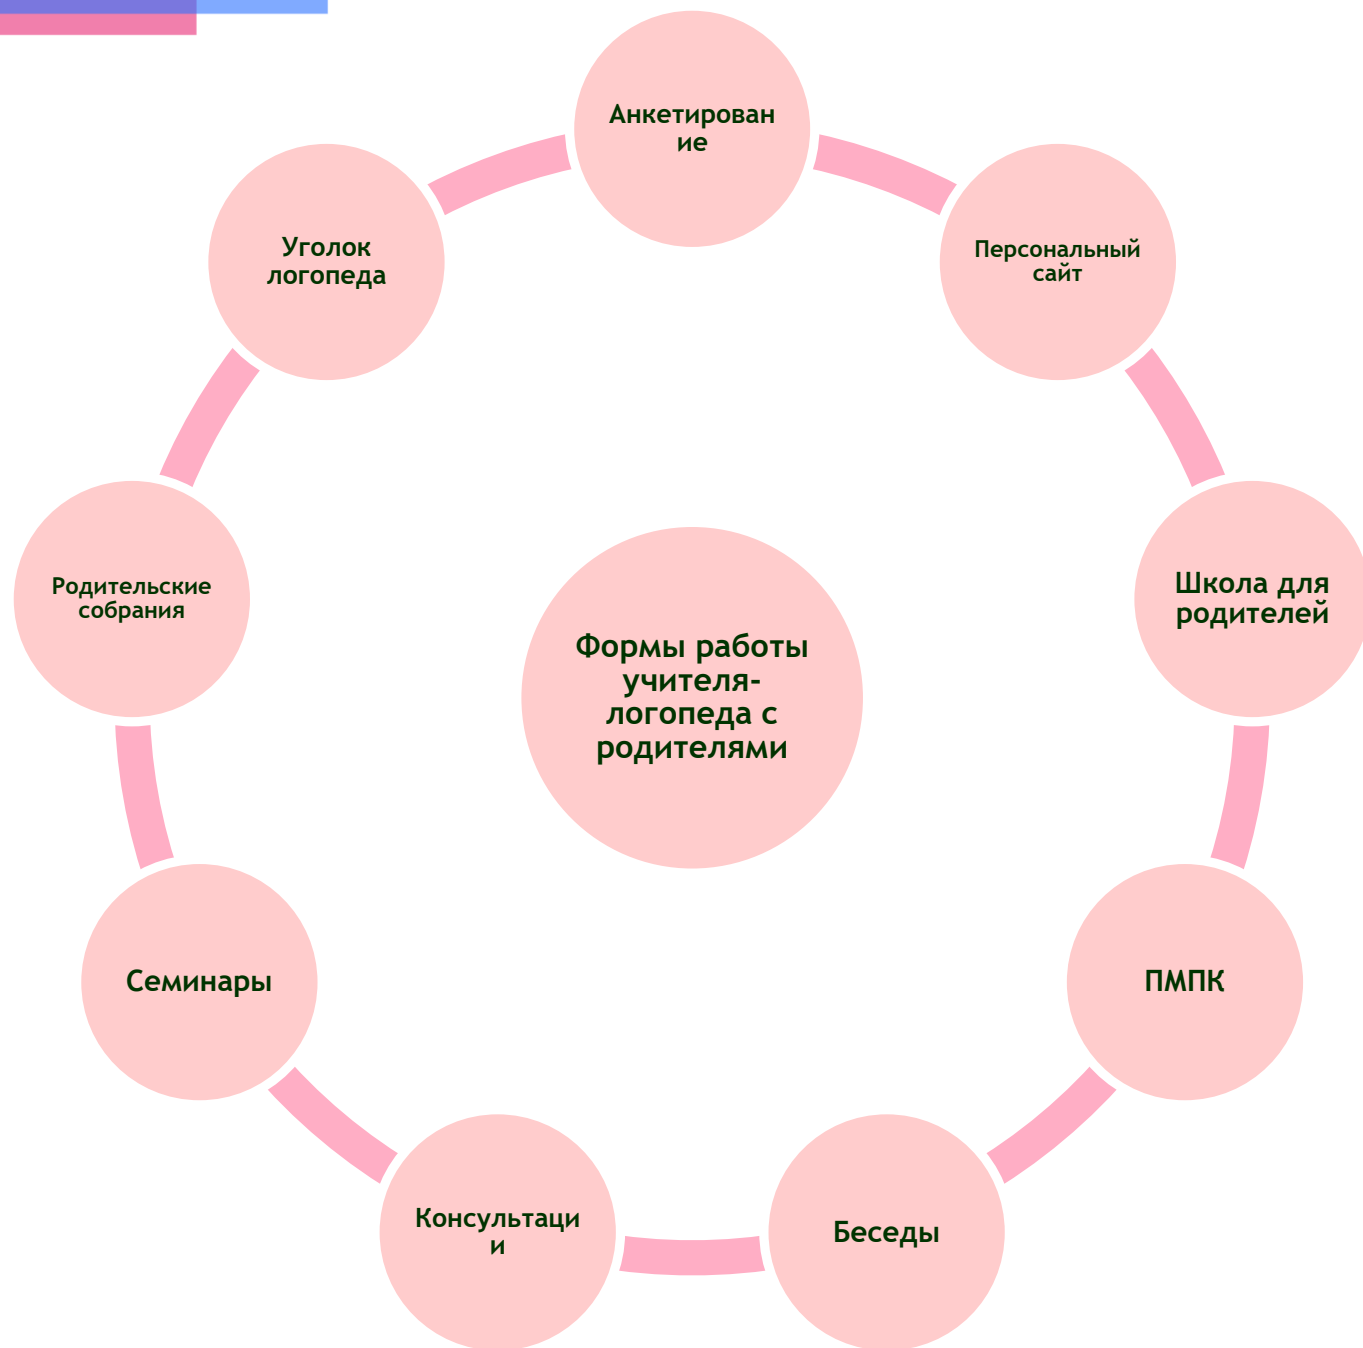 Анкетирован
ие
Персональный
сайт
Школа для
родителей
ПМПК
Беседы
Консультаци
и
Семинары
Родительские
собрания
Уголок
логопеда
Формы работы
учителя-
логопеда с
родителями